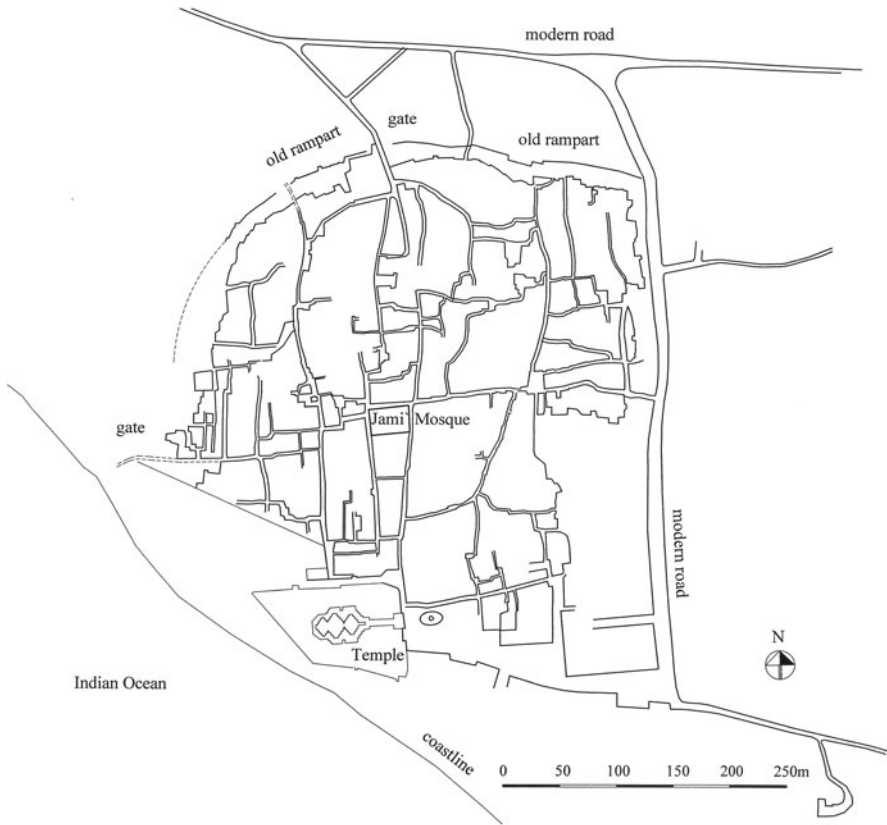 modern road
gate
old rampart
old rampart
Jami` Mosque
gate
modern road
N
Temple
Indian Ocean
coastline
0 50 100 150 200 250m